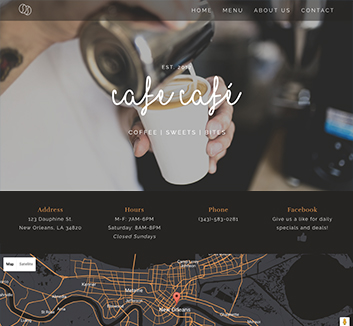 HOME MENU ABOUT US CONTACT
EST. 2018
cafe café
COFFEE | SWEETS | BITES
Address
123 Dauphine St.
New Orleans, LA 34820
Hours
M-F: 7AM-6PM
Saturday: 8AM-8PM
Closed Sundays
Phone
(343)-583-0281
Facebook
Give us a like for daily
specials and deals!
Map Satellite
Kenner
Metairie
New Orleans